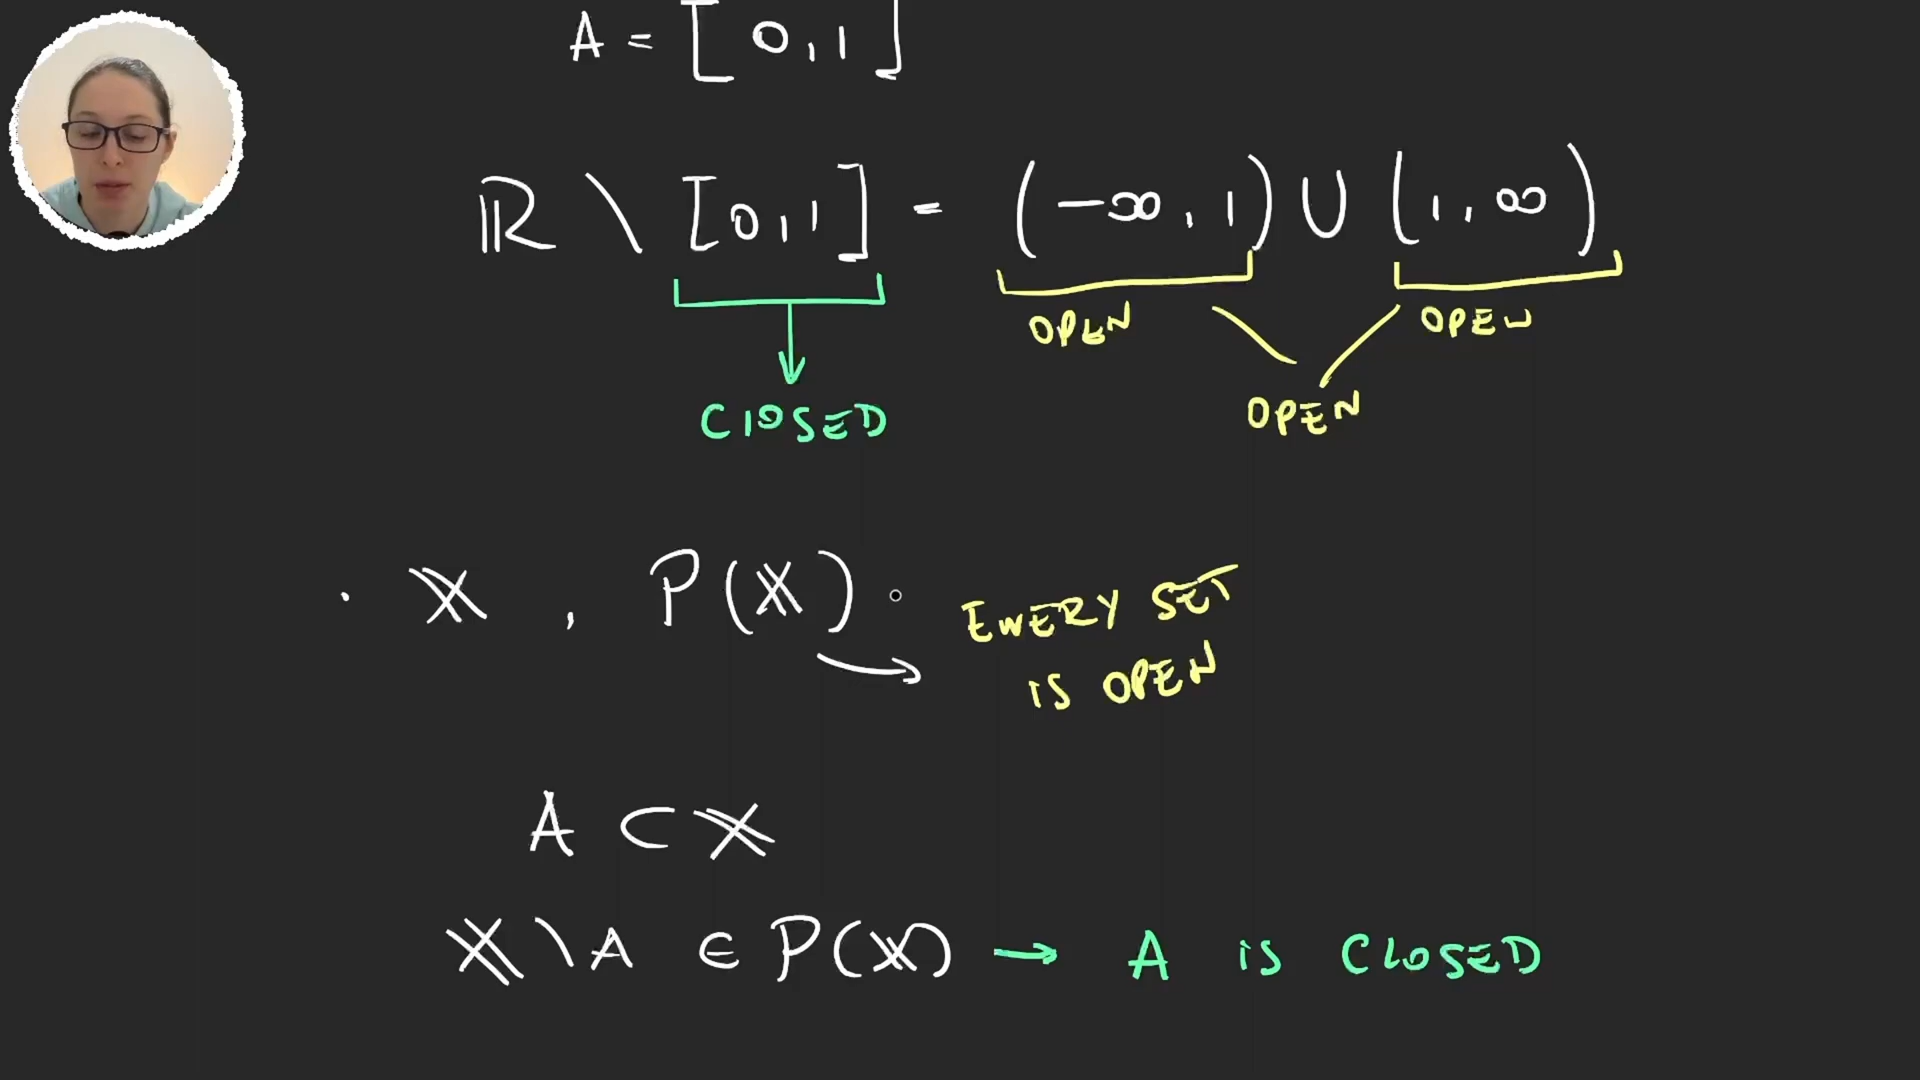 A = [0,1]
ℝ \ [0,1] = (-∞,1) ∪ (1,∞)
OPEN OPEN
CLOSED OPEN
· 𝕏 , P(𝕏) EWERY SET
IS OPEN
A ⊂ 𝕏
𝕏 \ A ∈ P(𝕏) → A IS CLOSED